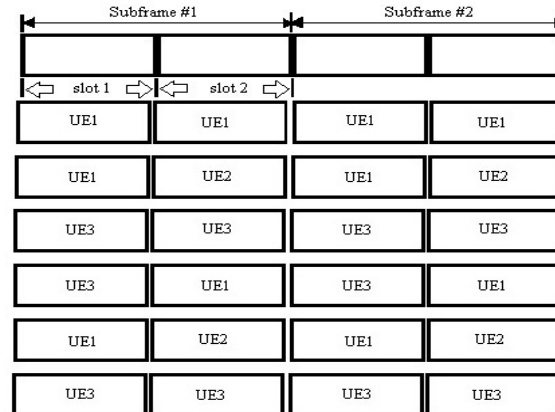 Subframe #1 Subframe #2
slot 1 slot 2
UE1 UE1 UE1 UE1
UE1 UE2 UE1 UE2
UE3 UE3 UE3 UE3
UE3 UE1 UE3 UE1
UE1 UE2 UE1 UE2
UE3 UE3 UE3 UE3